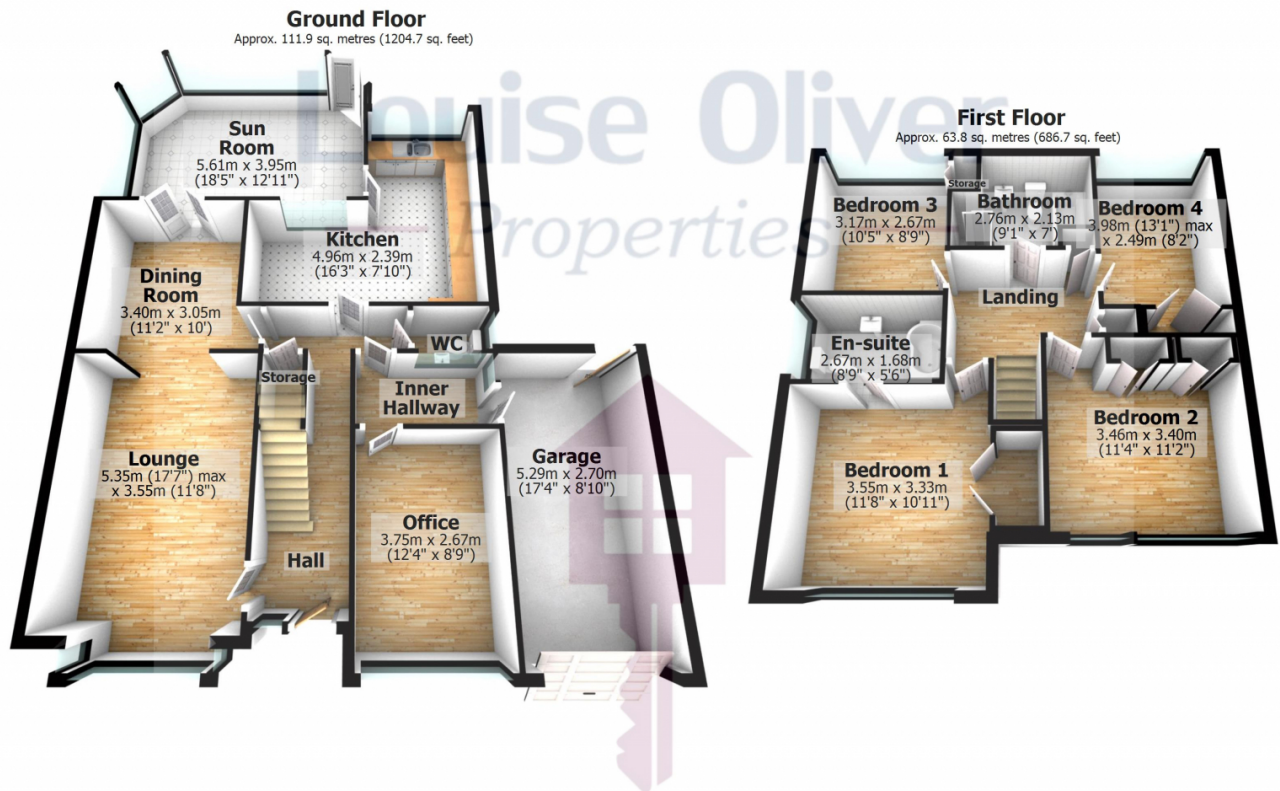 Ground Floor
Approx. 111.9 sq. metres (1204.7 sq. feet)
Louise Oliver
Properties
Sun
Room
5.61m x 3.95m
(18'5" x 12'11")
Kitchen
4.96m x 2.39m
(16'3" x 7'10")
Dining
Room
3.40m x 3.05m
(11'2" x 10')
WC
Storage
Inner
Hallway
Lounge
5.35m (17'7") max
x 3.55m (11'8")
Garage
5.29m x 2.70m
(17'4" x 8'10")
Office
3.75m x 2.67m
(12'4" x 8'9")
Hall
First Floor
Approx. 63.8 sq. metres (686.7 sq. feet)
Storage
Bedroom 3
3.17m x 2.67m
(10'5" x 8'9")
Bathroom
2.76m x 2.13m
(9'1" x 7')
Bedroom 4
3.98m (13'1") max
x 2.49m (8'2")
Landing
En-suite
2.67m x 1.68m
(8'9" x 5'6")
Bedroom 2
3.46m x 3.40m
(11'4" x 11'2")
Bedroom 1
3.55m x 3.33m
(11'8" x 10'11")